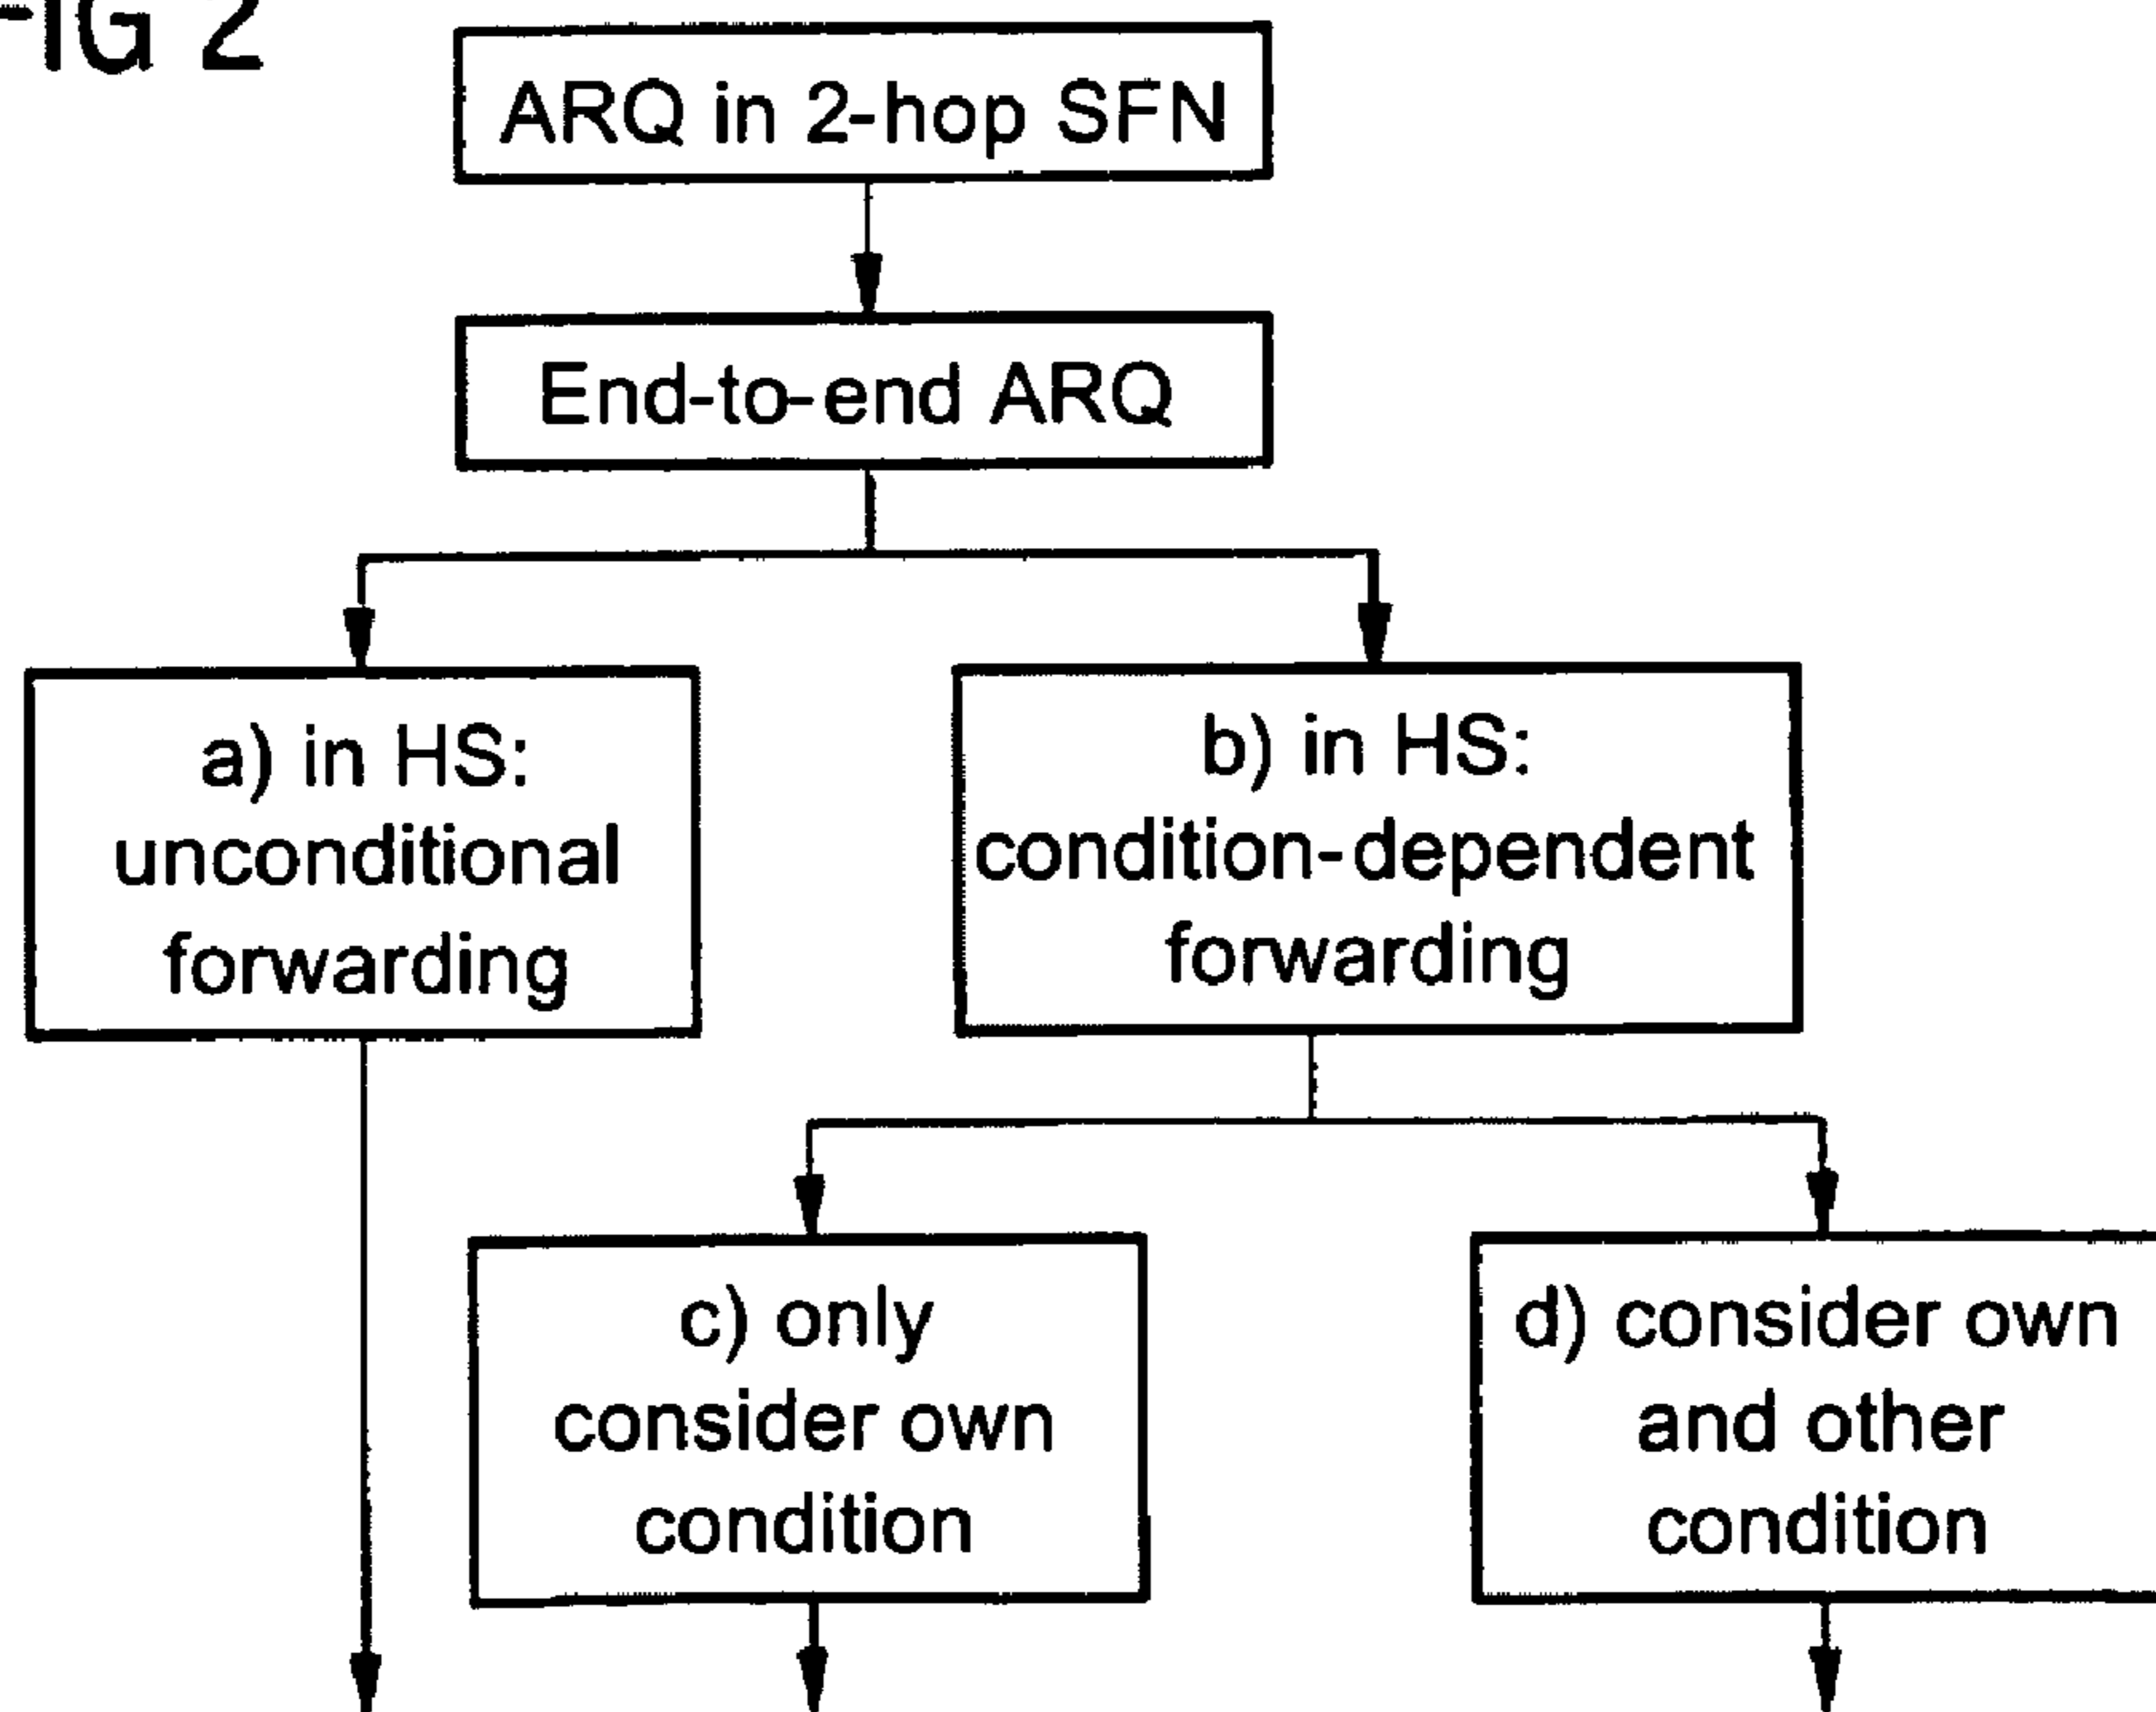 FIG 2
ARQ in 2-hop SFN
End-to-end ARQ
a) in HS:
unconditional
forwarding
b) in HS:
condition-dependent
forwarding
c) only
consider own
condition
d) consider own
and other
condition